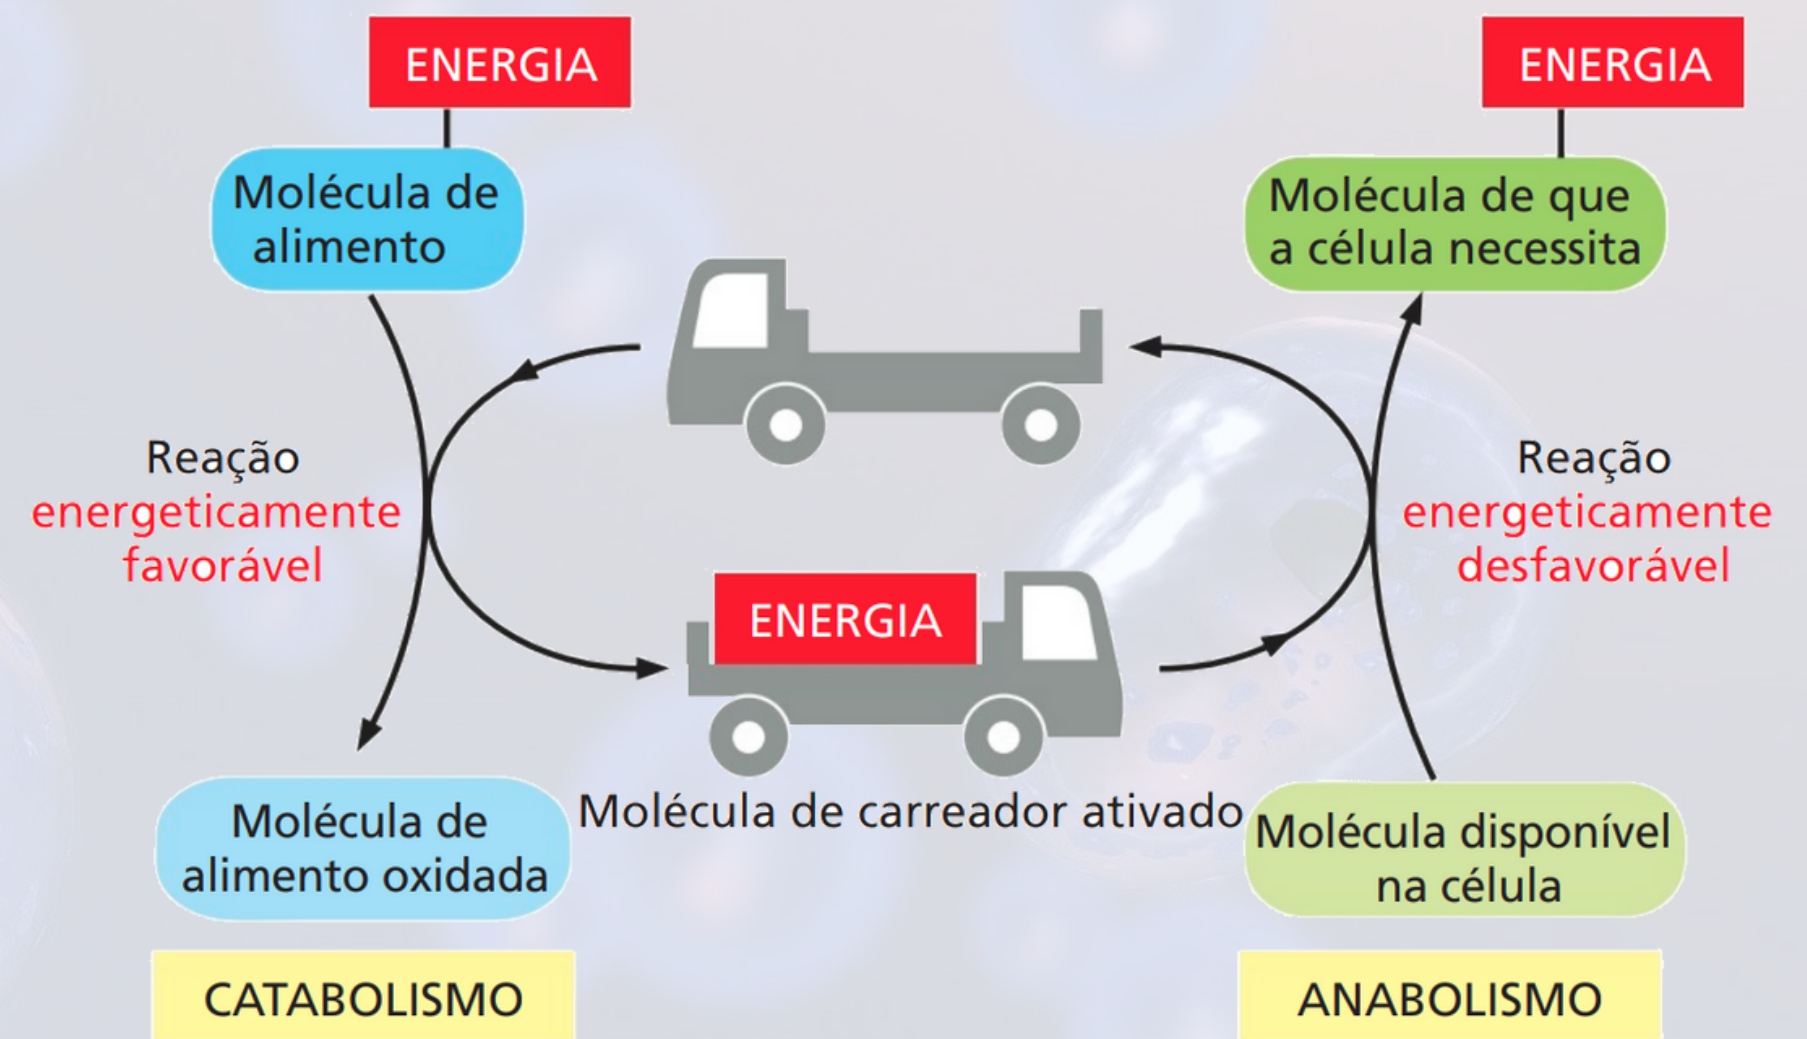 ENERGIA
ENERGIA
Molécula de
alimento
Molécula de que
a célula necessita
Reação
energeticamente
favorável
Reação
energeticamente
desfavorável
ENERGIA
Molécula de carreador ativado
Molécula de
alimento oxidada
Molécula disponível
na célula
CATABOLISMO
ANABOLISMO